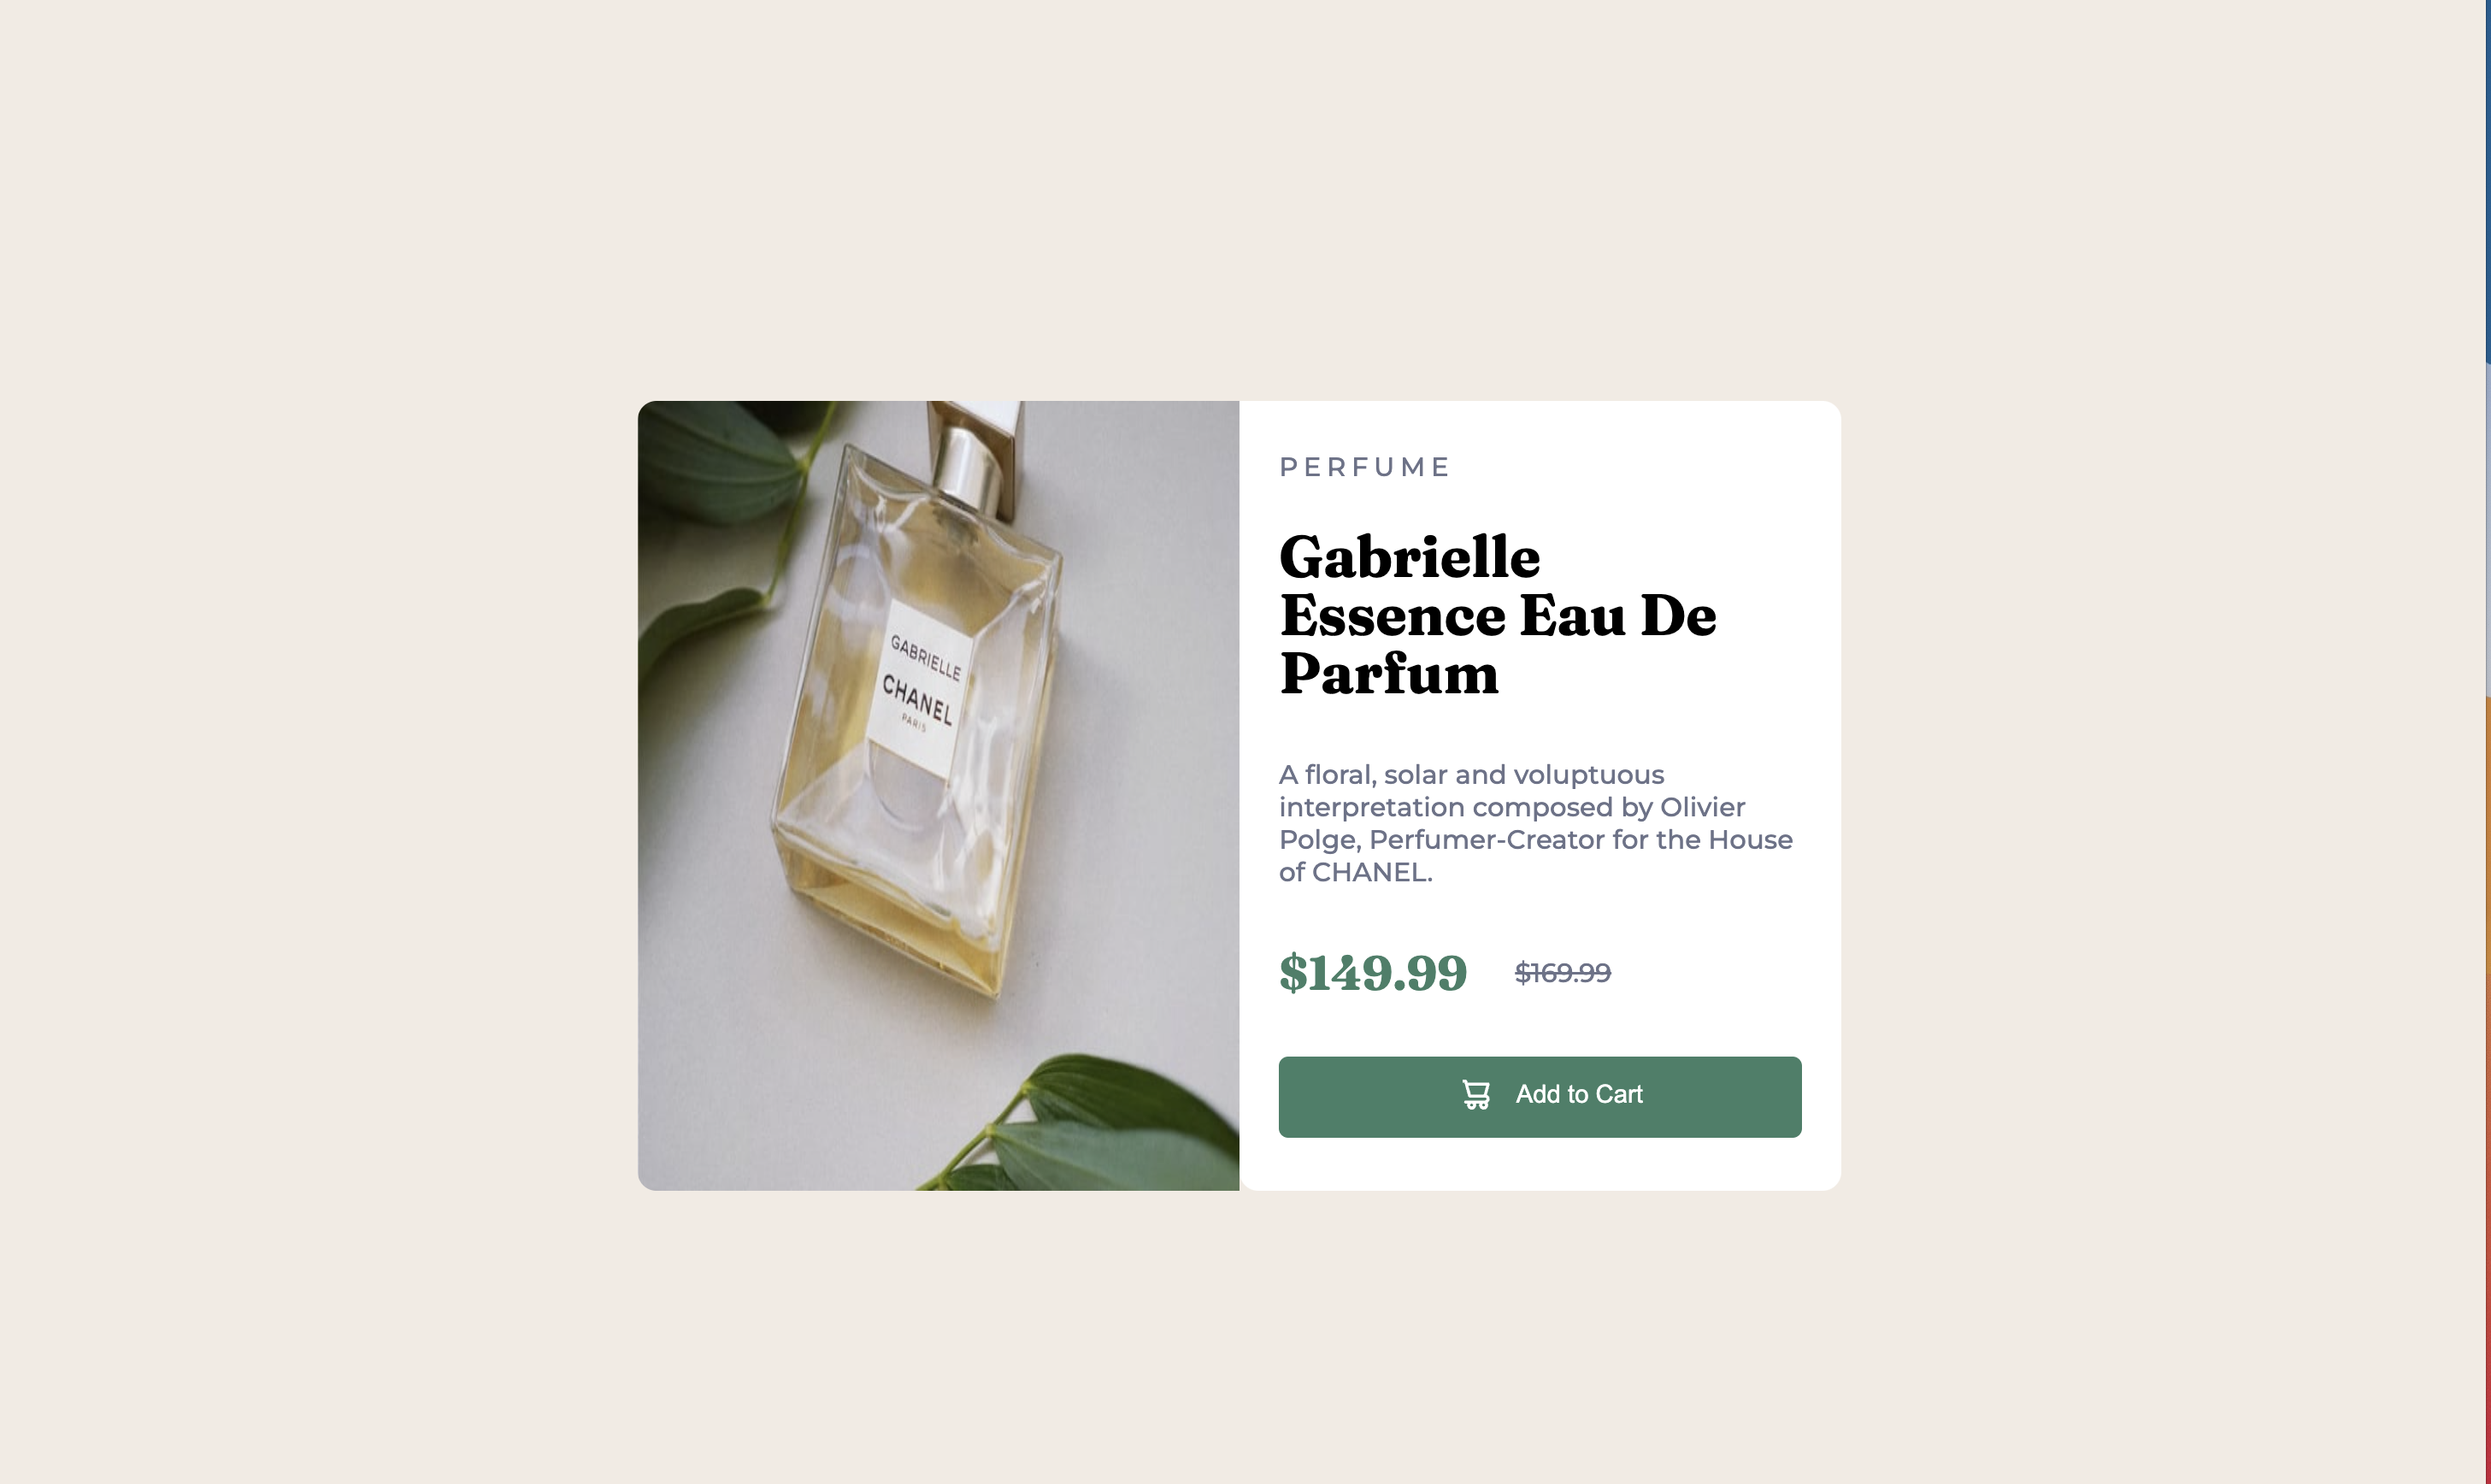 GABRIELLE
CHANEL
PARIS
PERFUME
Gabrielle
Essence Eau De
Parfum
A floral, solar and voluptuous
interpretation composed by Olivier
Polge, Perfumer-Creator for the House
of CHANEL.
$149.99 $169.99
Add to Cart